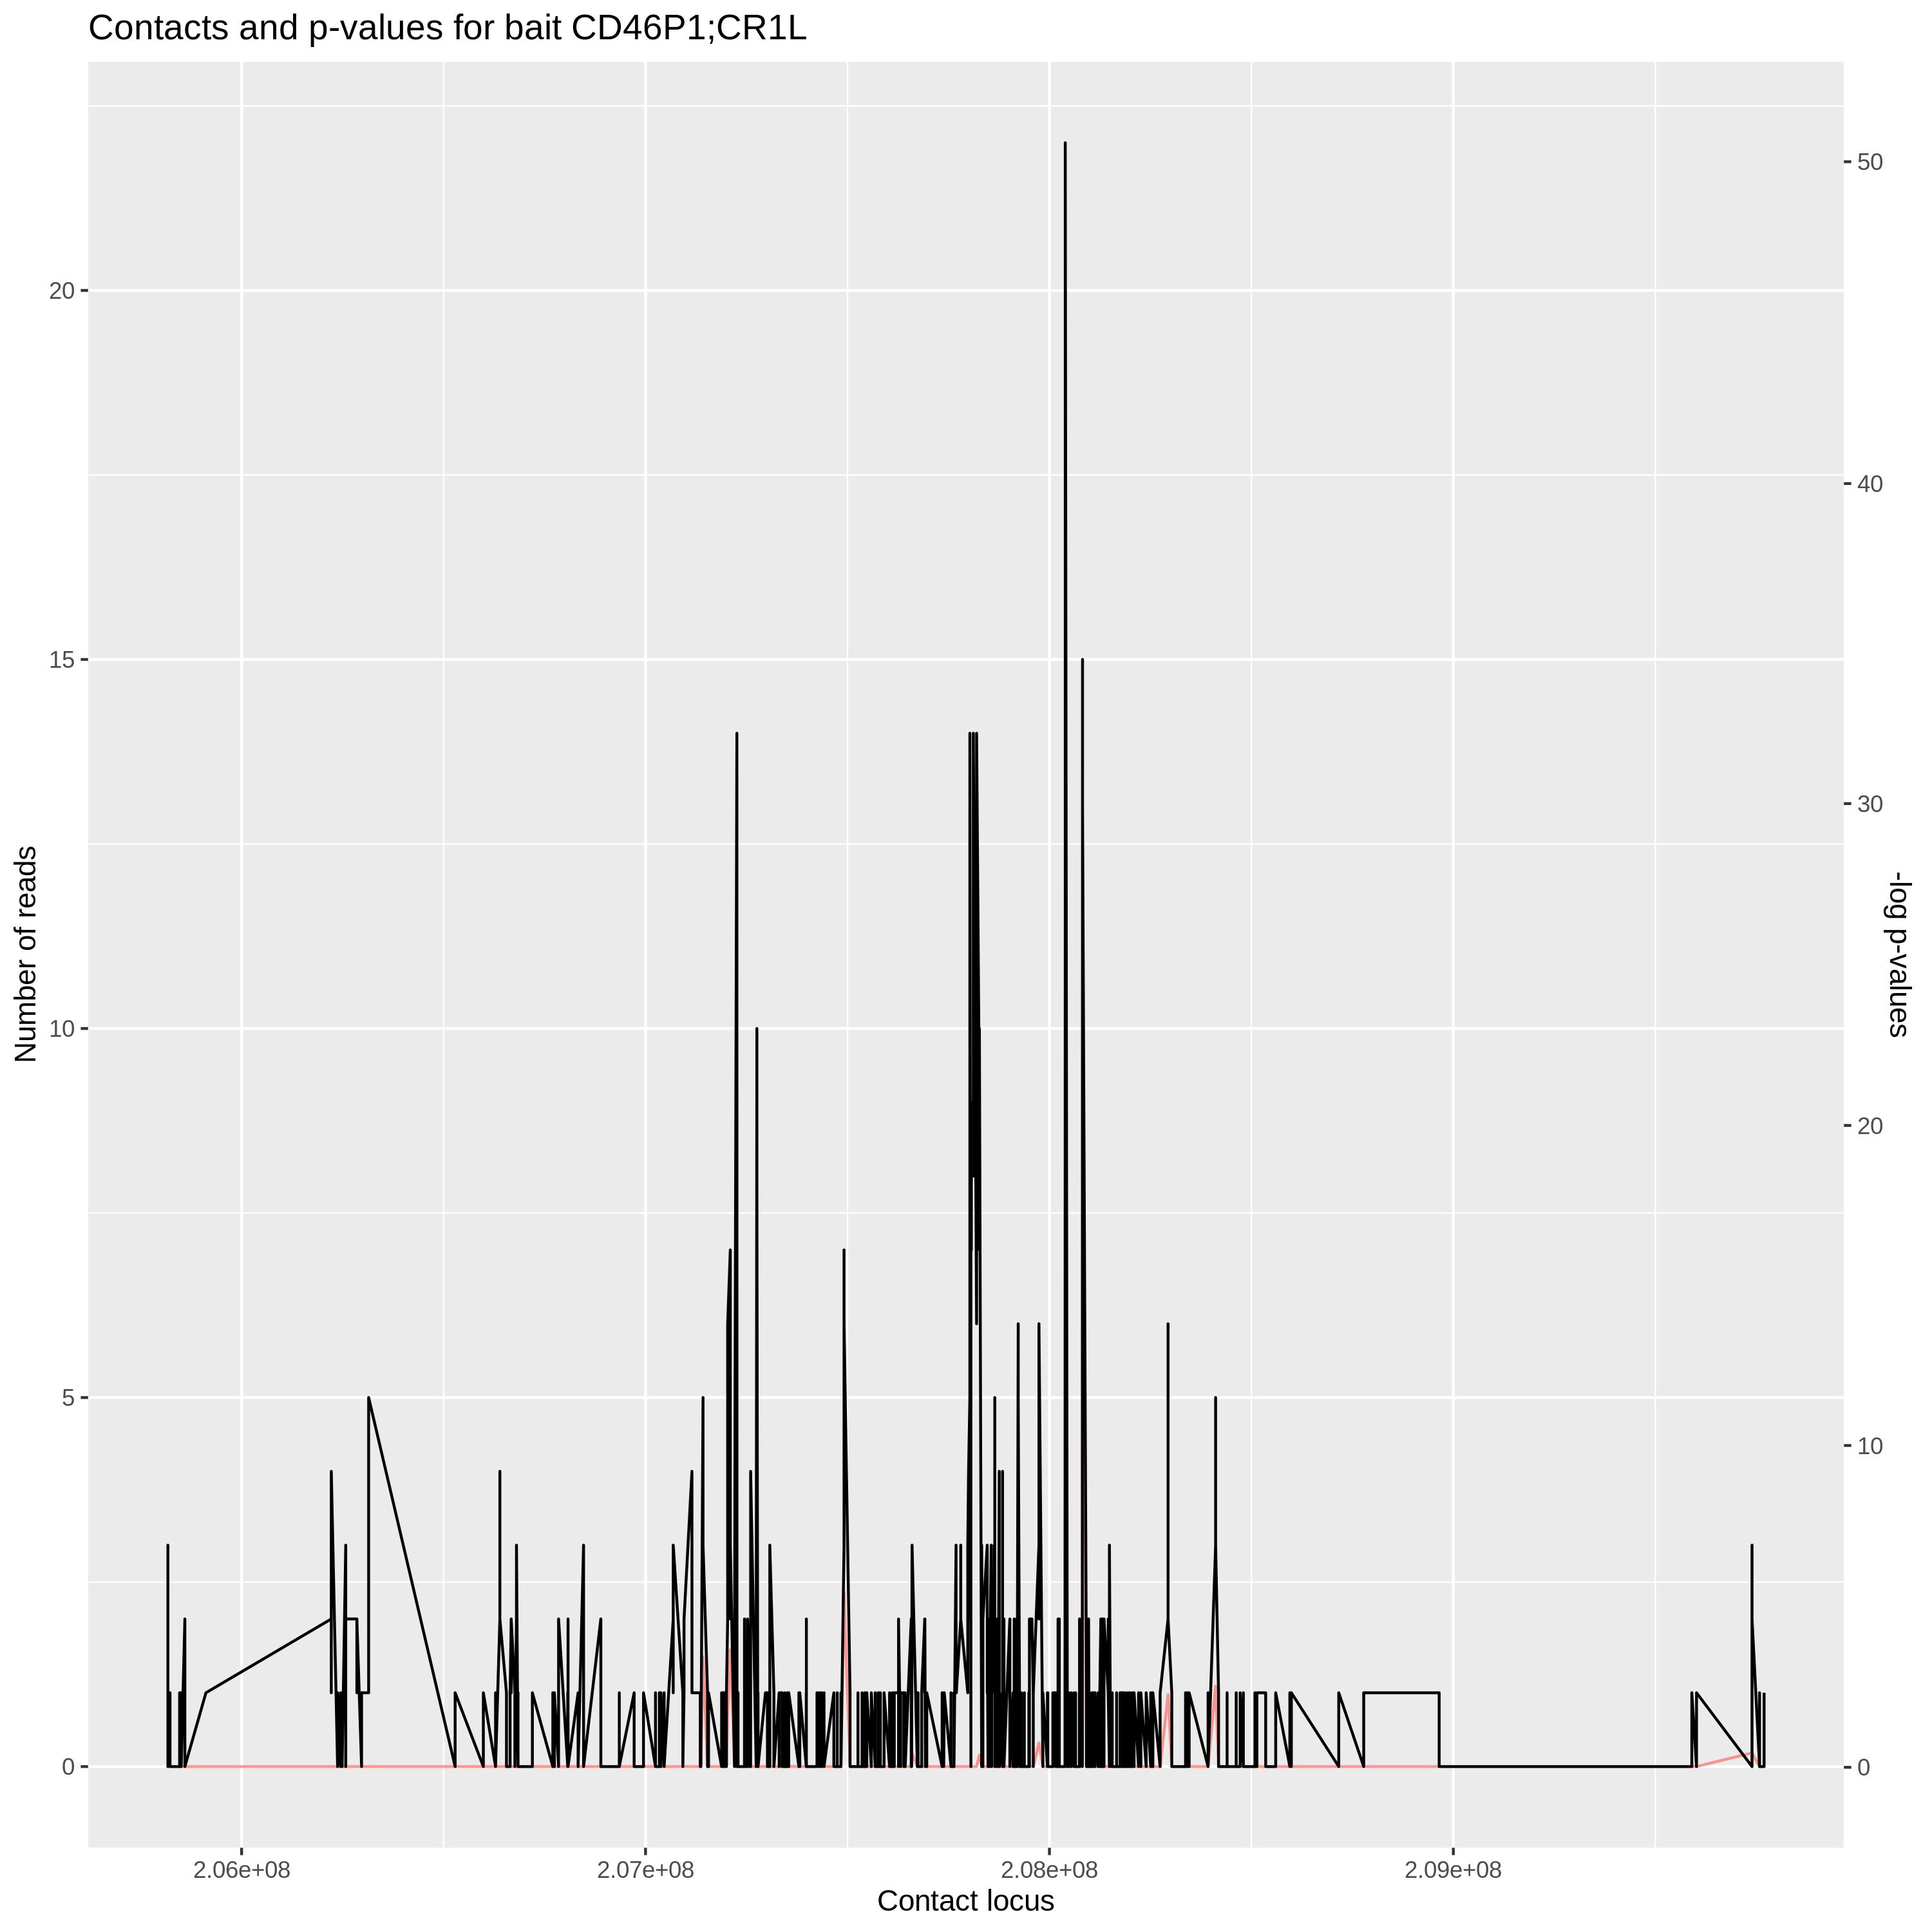 Contacts and p-values for bait CD46P1;CR1L
Number of reads
20
15
10
5
0
50
40
30
20
10
0
-log p-values
2.06e+08 2.07e+08 2.08e+08 2.09e+08
Contact locus